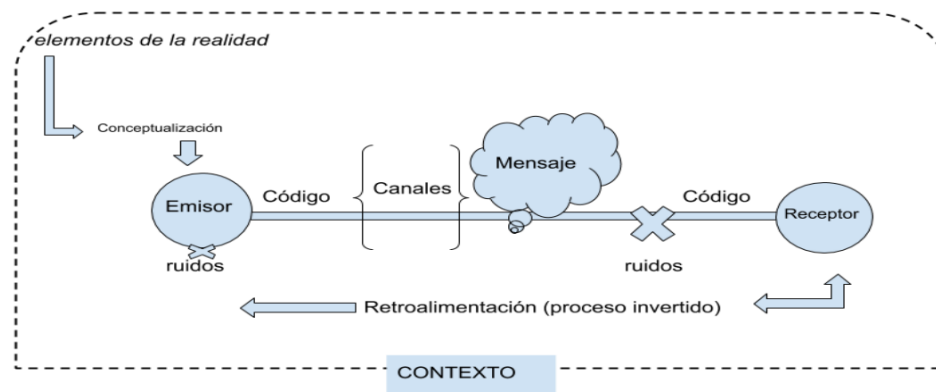 elementos de la realidad
Conceptualización
Mensaje
Emisor
Código
Canales
Código
Receptor
ruidos
ruidos
Retroalimentación (proceso invertido)
CONTEXTO